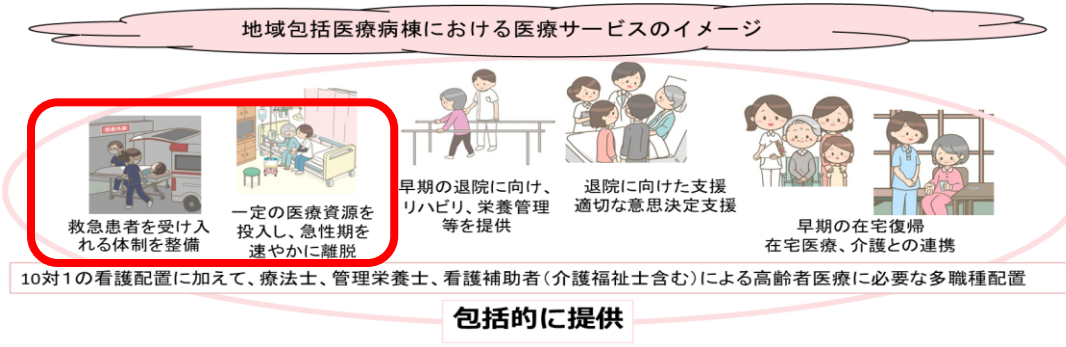 地域包括医療病棟における医療サービスのイメージ
救急患者を受け入
れる体制を整備
一定の医療資源を
投入し、急性期を
速やかに離脱
早期の退院に向け、
リハビリ、栄養管理
等を提供
退院に向けた支援
適切な意思決定支援
早期の在宅復帰
在宅医療、介護との連携
10対1の看護配置に加えて、療法士、管理栄養士、看護補助者(介護福祉士含む)による高齢者医療に必要な多職種配置
包括的に提供